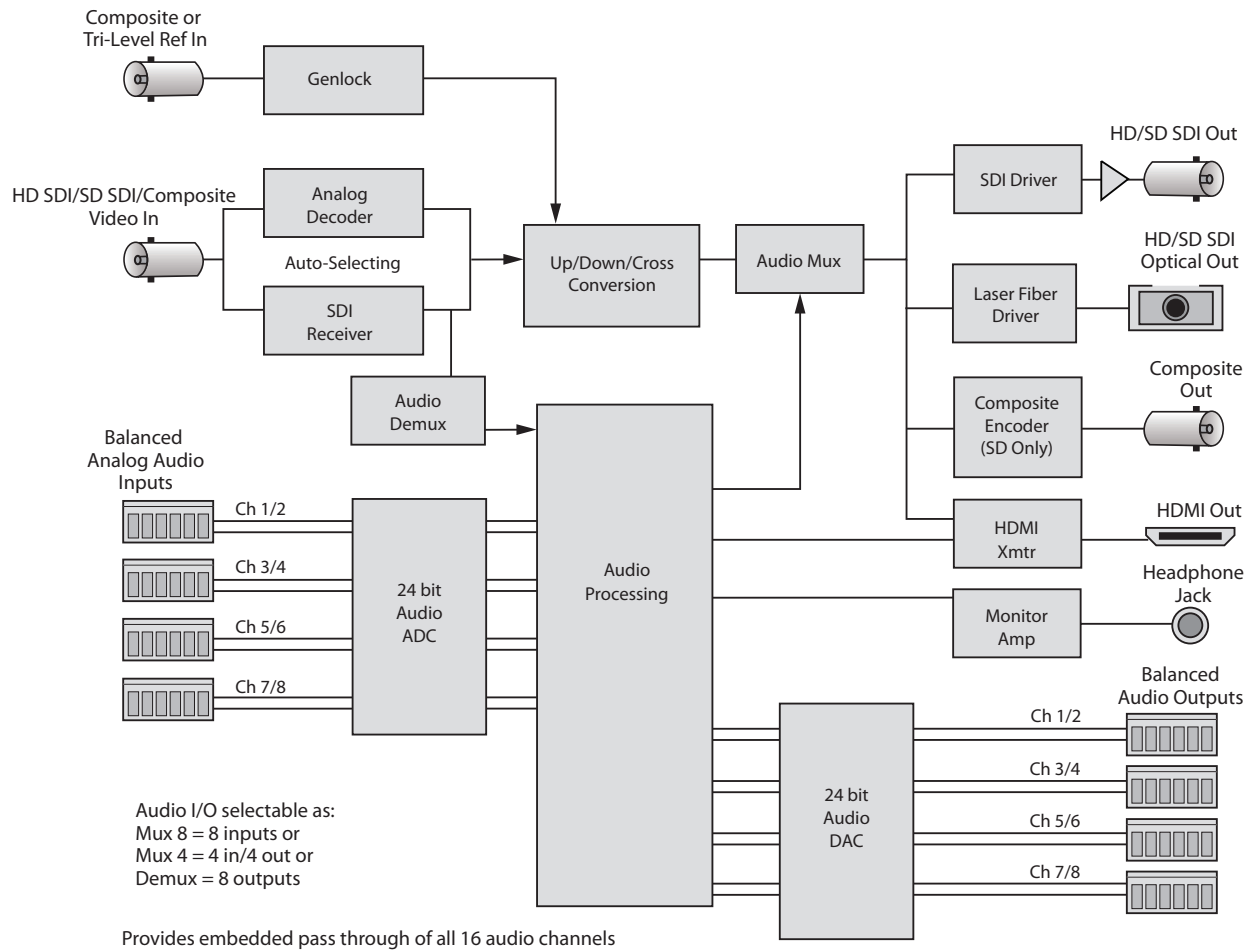 Composite or
Tri-Level Ref In
Genlock
HD SDI/SD SDI/Composite
Video In
Analog
Decoder
Auto-Selecting
SDI
Receiver
Up/Down/Cross
Conversion
Audio Mux
SDI Driver
HD/SD SDI Out
Laser Fiber
Driver
HD/SD SDI
Optical Out
Composite
Encoder
(SD Only)
Composite
Out
HDMI
Xmtr
HDMI Out
Monitor
Amp
Headphone
Jack
Audio
Demux
Balanced
Analog Audio
Inputs
Ch 1/2
Ch 3/4
Ch 5/6
Ch 7/8
24 bit
Audio
ADC
Audio
Processing
24 bit
Audio
DAC
Balanced
Audio Outputs
Ch 1/2
Ch 3/4
Ch 5/6
Ch 7/8
Audio I/O selectable as:
Mux 8 = 8 inputs or
Mux 4 = 4 in/4 out or
Demux = 8 outputs
Provides embedded pass through of all 16 audio channels